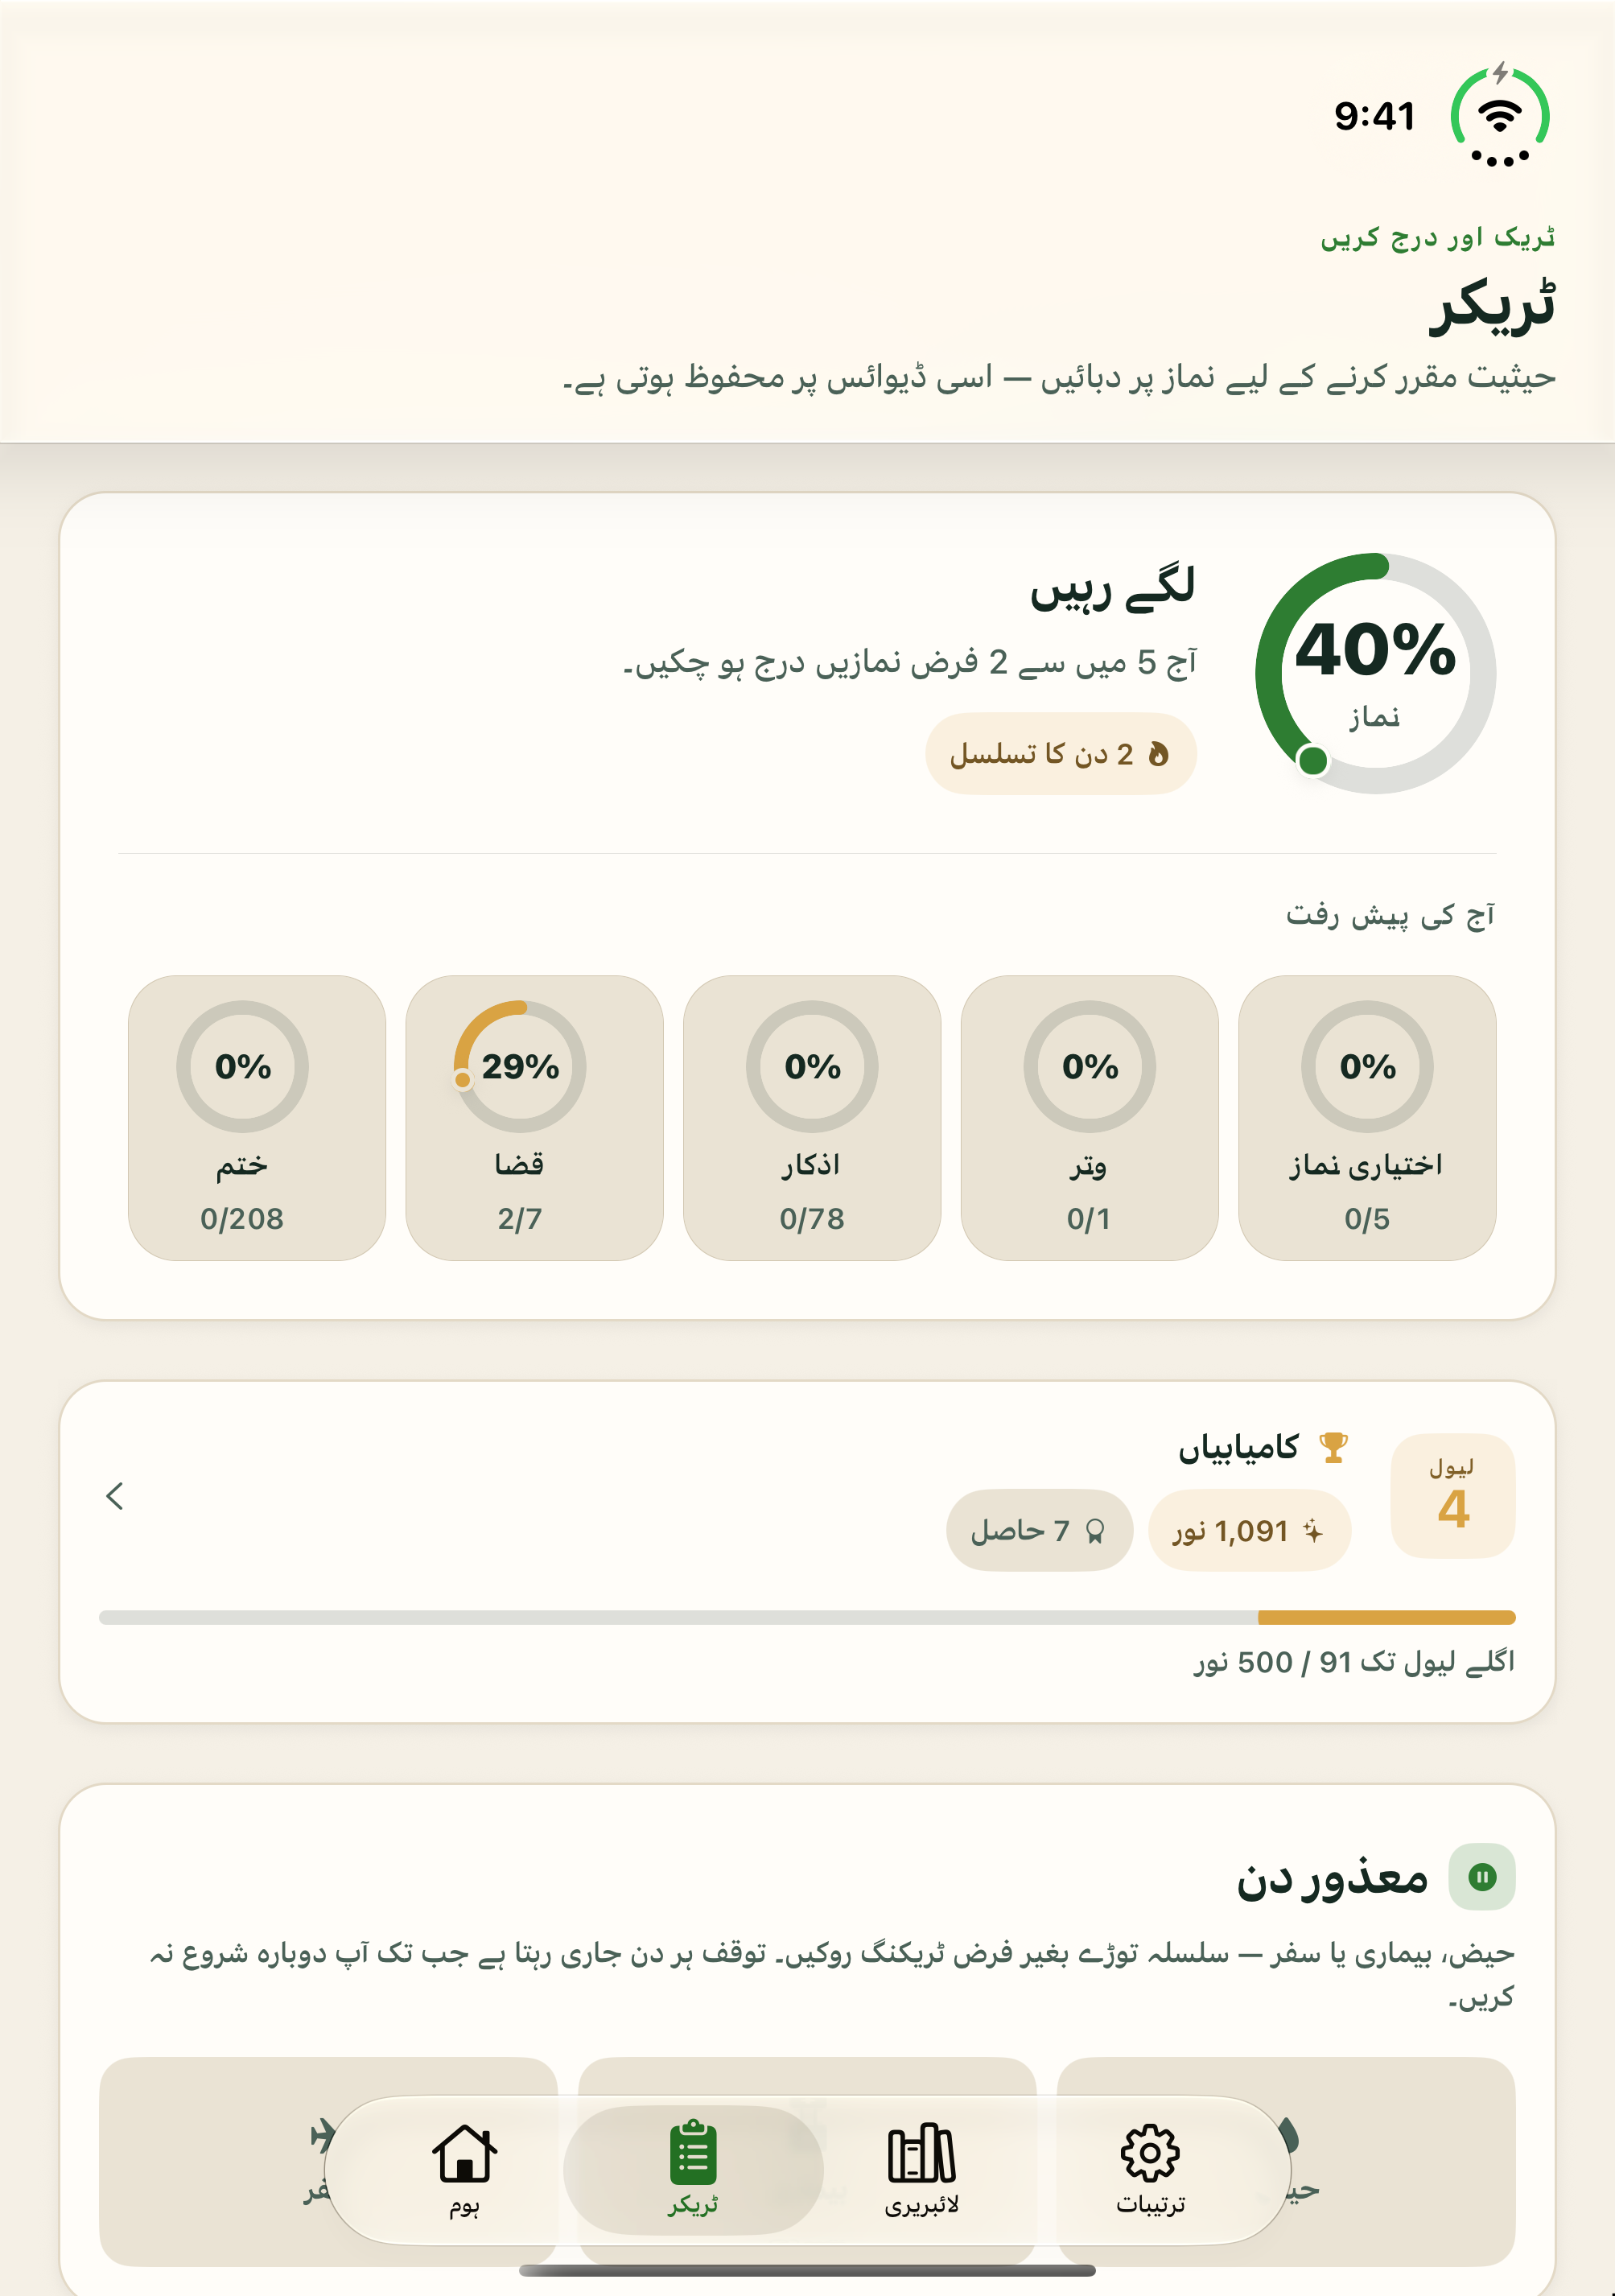 9:41
ٹریک اور درج کریں
ٹریکر
حیثیت مقرر کرنے کے لیے نماز پر دبائیں — اسی ڈیوائس پر محفوظ ہوتی ہے۔
40%
نماز
لگے رہیں
آج 5 میں سے 2 فرض نمازیں درج ہو چکیں۔
2 دن کا تسلسل
آج کی پیش رفت
0%
اختیاری نماز
0/5
0%
وتر
0/1
0%
اذکار
0/78
29%
قضا
2/7
0%
ختم
0/208
لیول
4
کامیابیاں
1,091 نور
7 حاصل
اگلے لیول تک 91 / 500 نور
معذور دن
حیض، بیماری یا سفر — سلسلہ توڑے بغیر فرض ٹریکنگ روکیں۔ توقف ہر دن جاری رہتا ہے جب تک آپ دوبارہ شروع نہ
کریں۔
ترتیبات
لائبریری
ٹریکر
ہوم